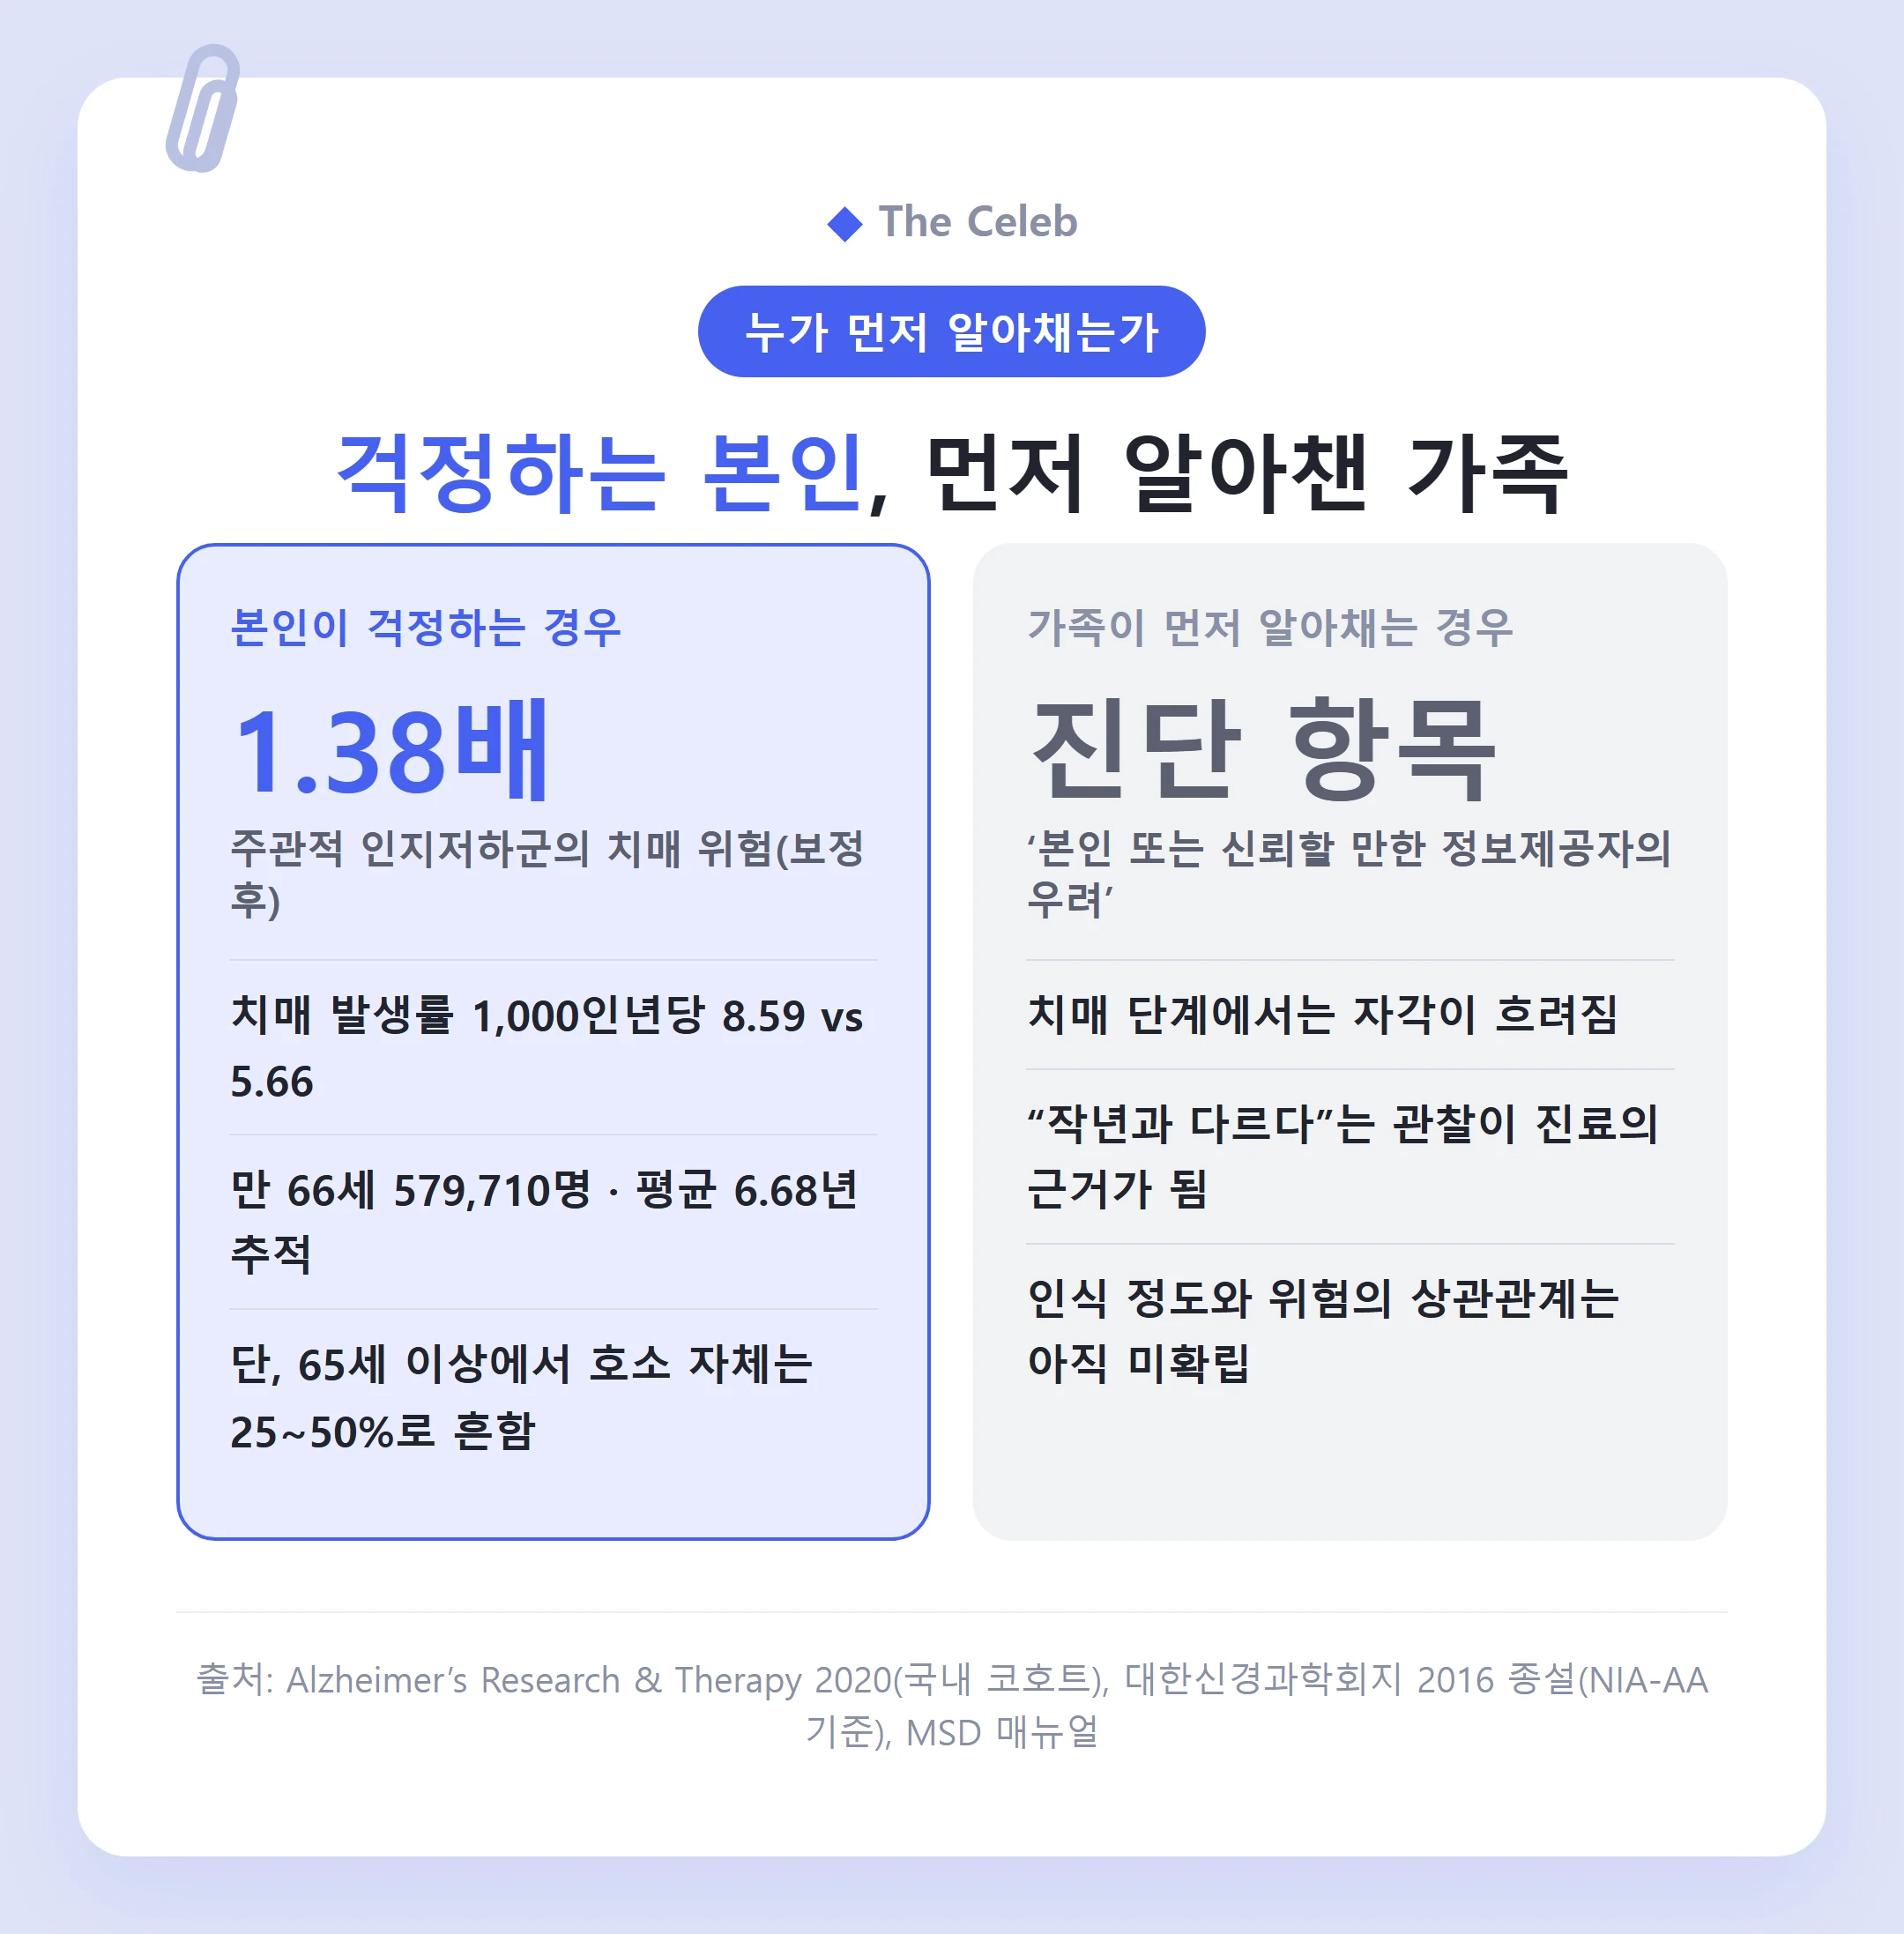 The Celeb
누가 먼저 알아채는가
걱정하는 본인, 먼저 알아챈 가족
본인이 걱정하는 경우
1.38배
주관적 인지저하군의 치매 위험(보정
후)
치매 발생률 1,000인년당 8.59 vs
5.66
만 66세 579,710명 · 평균 6.68년
추적
단, 65세 이상에서 호소 자체는
25~50%로 흔함
가족이 먼저 알아채는 경우
진단 항목
‘본인 또는 신뢰할 만한 정보제공자의
우려’
치매 단계에서는 자각이 흐려짐
“작년과 다르다”는 관찰이 진료의
근거가 됨
인식 정도와 위험의 상관관계는
아직 미확립
출처: Alzheimer’s Research & Therapy 2020(국내 코호트), 대한신경과학회지 2016 종설(NIA-AA
기준), MSD 매뉴얼